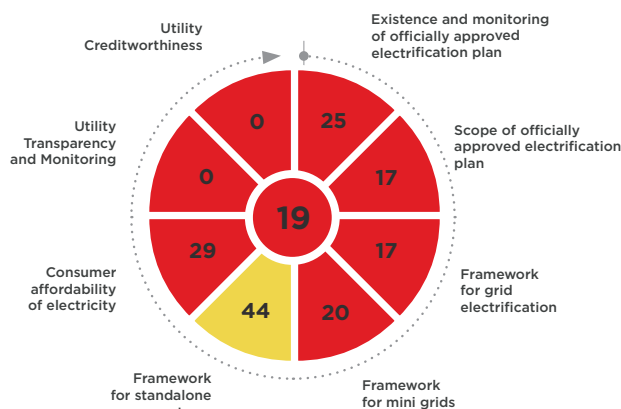 Existence and monitoring
of officially approved
electrification plan
25
Scope of officially
approved electrification
plan
17
Framework
for grid
electrification
17
Framework
for mini grids
20
Framework
for standalone
44
Consumer
affordability
of electricity
29
Utility
Transparency
and Monitoring
0
Utility
Creditworthiness
0
19